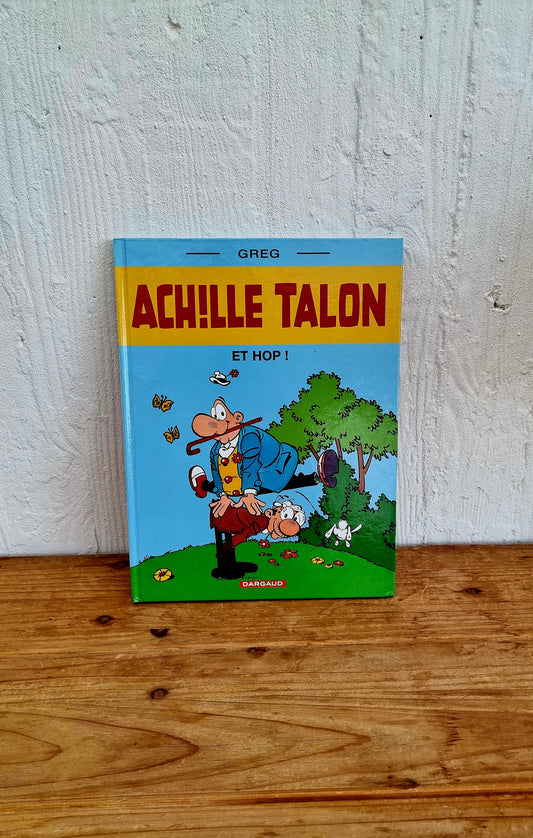 GREG
ACH!LLE TALON
ET HOP !
DARGAUD